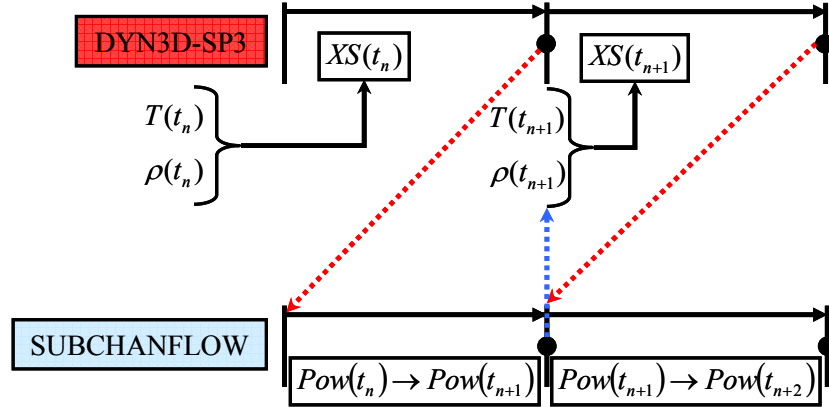 DYN3D-SP3
XS(t_n)
XS(t_{n+1})
T(t_n)
ρ(t_n)
T(t_{n+1})
ρ(t_{n+1})
SUBCHANFLOW
Pow(t_n) → Pow(t_{n+1})
Pow(t_{n+1}) → Pow(t_{n+2})